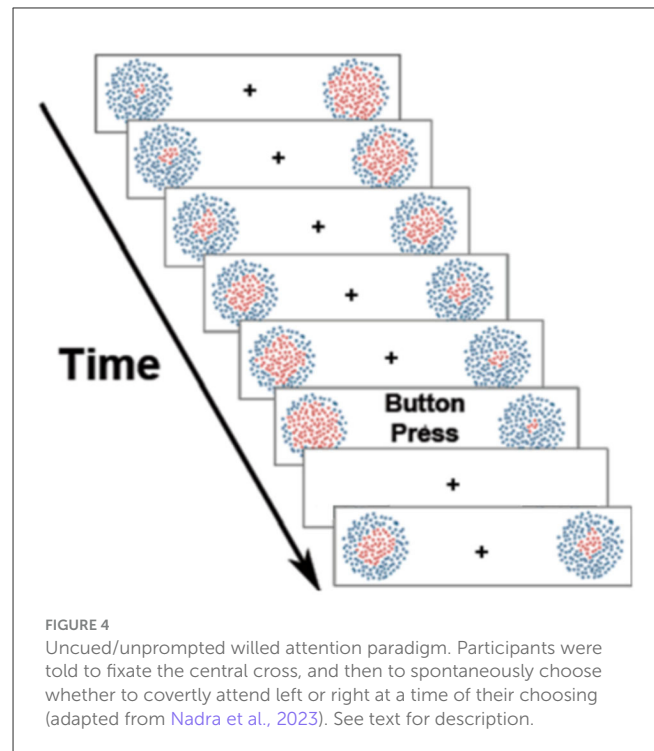 Time
Button
Press
FIGURE 4
Uncued/unprompted willed attention paradigm. Participants were
told to fixate the central cross, and then to spontaneously choose
whether to covertly attend left or right at a time of their choosing
(adapted from Nadra et al., 2023). See text for description.